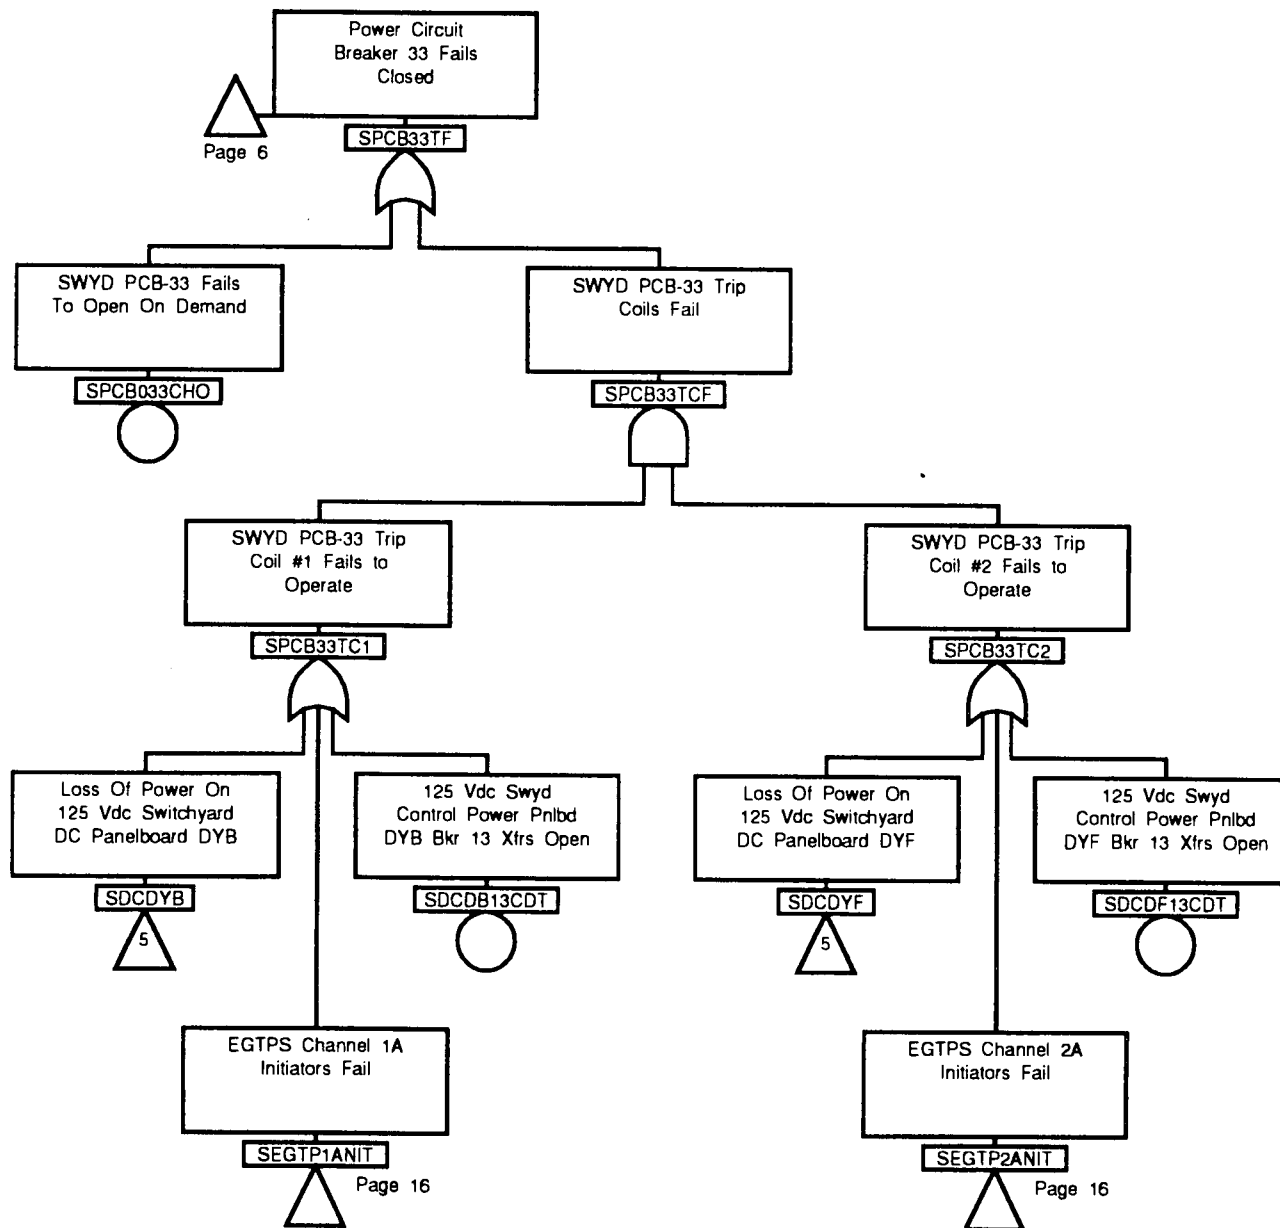 Power Circuit
Breaker 33 Fails
Closed
Page 6
SPCB33TF
SWYD PCB-33 Fails
To Open On Demand
SPCB033CHO
SWYD PCB-33 Trip
Coils Fail
SPCB33TCF
SWYD PCB-33 Trip
Coil #1 Fails to
Operate
SPCB33TC1
SWYD PCB-33 Trip
Coil #2 Fails to
Operate
SPCB33TC2
Loss Of Power On
125 Vdc Switchyard
DC Panelboard DYB
SDCDYB
5
125 Vdc Swyd
Control Power Pnlbd
DYB Bkr 13 Xfrs Open
SDCDB13CDT
Loss Of Power On
125 Vdc Switchyard
DC Panelboard DYF
SDCDYF
5
125 Vdc Swyd
Control Power Pnlbd
DYF Bkr 13 Xfrs Open
SDCDF13CDT
EGTPS Channel 1A
Initiators Fail
SEGTP1ANIT
Page 16
EGTPS Channel 2A
Initiators Fail
SEGTP2ANIT
Page 16